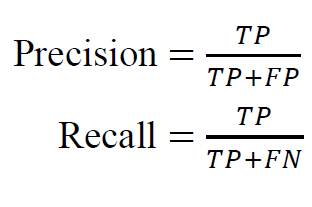 Precision = TP / TP+FP
Recall = TP / TP+FN